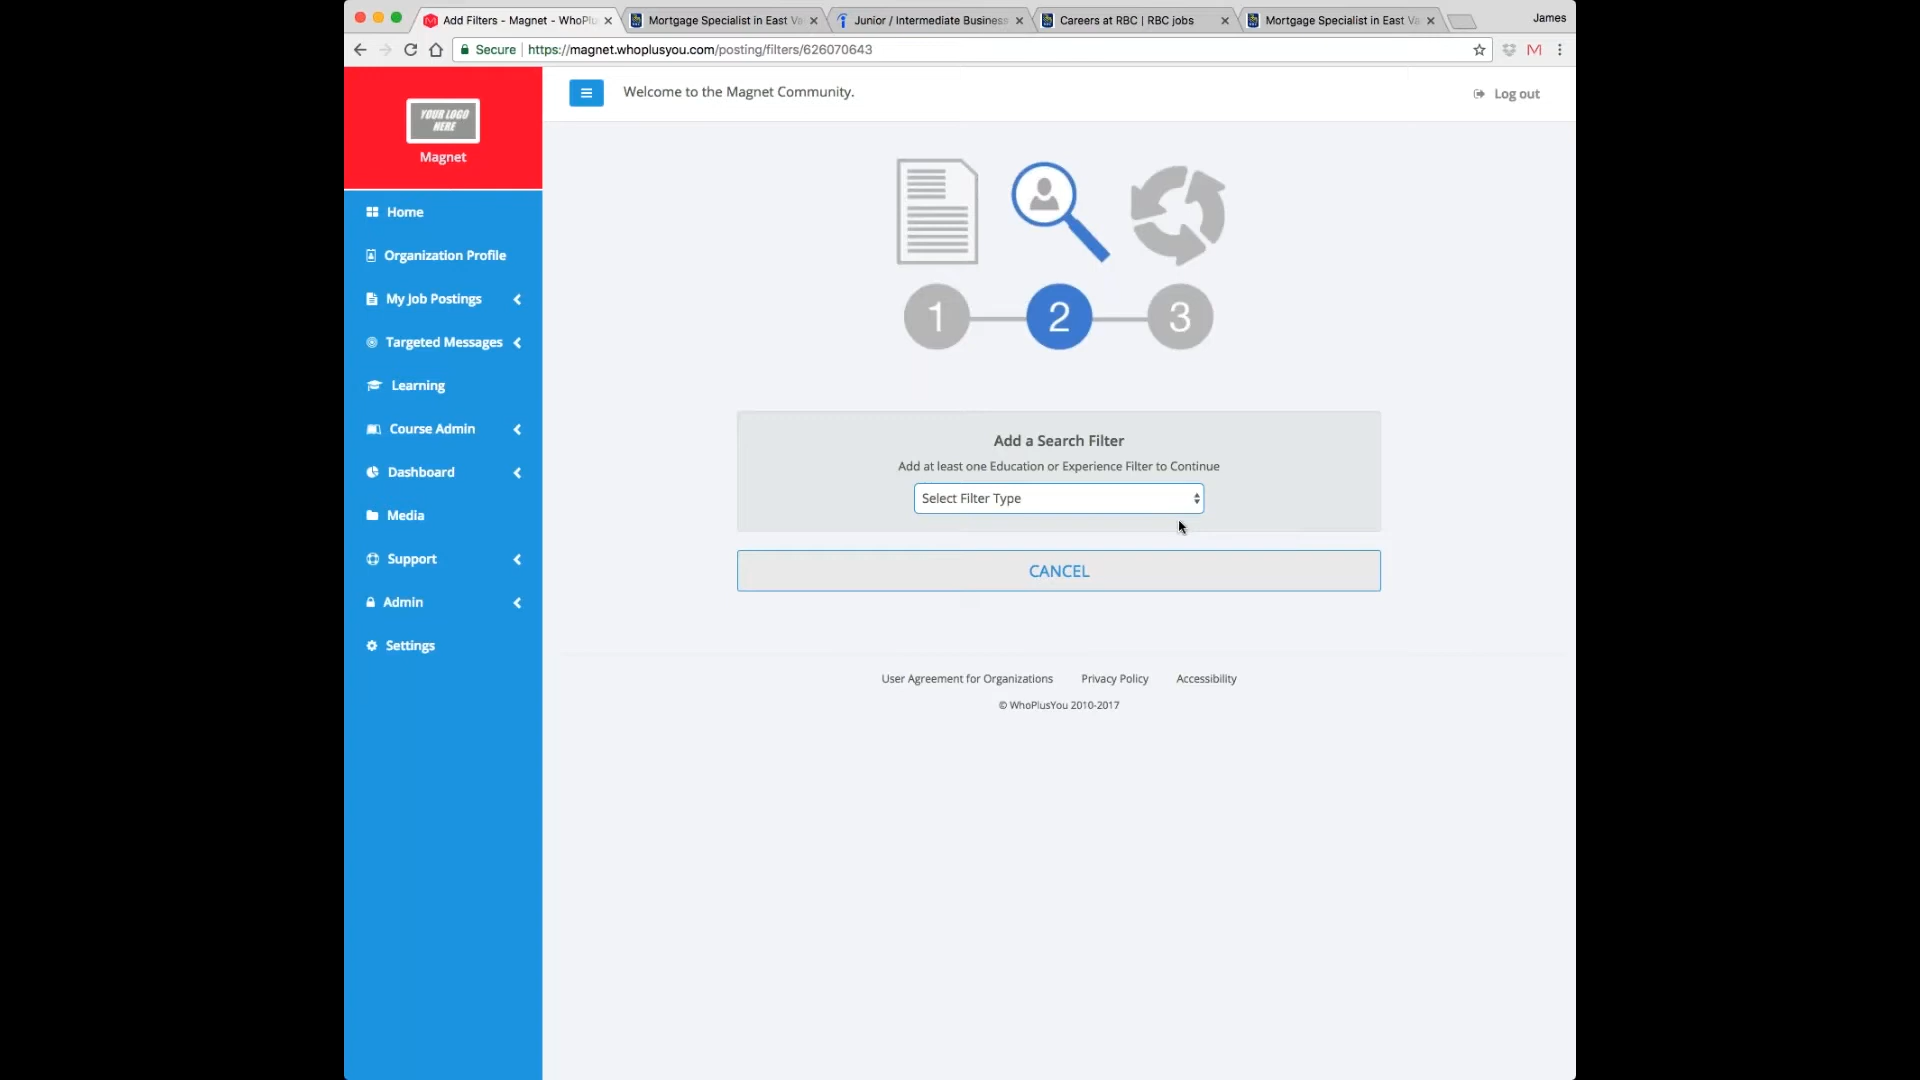 Add Filters - Magnet - WhoPlu
Mortgage Specialist in East Va
Junior / Intermediate Business
Careers at RBC | RBC jobs
Mortgage Specialist in East Va
James
Secure
https://magnet.whoplusyou.com/posting/filters/626070643
YOUR LOGO
HERE
Magnet
Welcome to the Magnet Community.
Log out
Home
Organization Profile
My Job Postings
Targeted Messages
Learning
Course Admin
Dashboard
Media
Support
Admin
Settings
1
2
3
Add a Search Filter
Add at least one Education or Experience Filter to Continue
Select Filter Type
CANCEL
User Agreement for Organizations
Privacy Policy
Accessibility
© WhoPlusYou 2010-2017